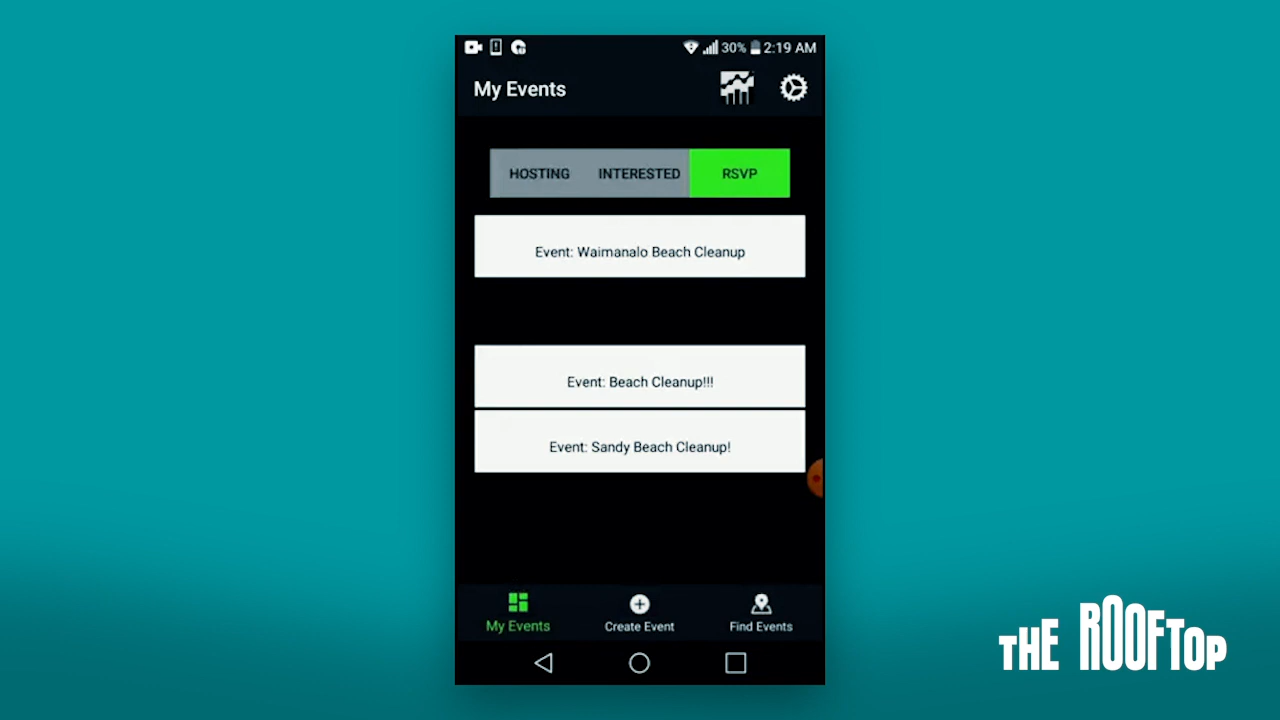 30% 2:19 AM
My Events
HOSTING INTERESTED RSVP
Event: Waimanalo Beach Cleanup
Event: Beach Cleanup!!!
Event: Sandy Beach Cleanup!
My Events Create Event Find Events
THE ROOFTOP